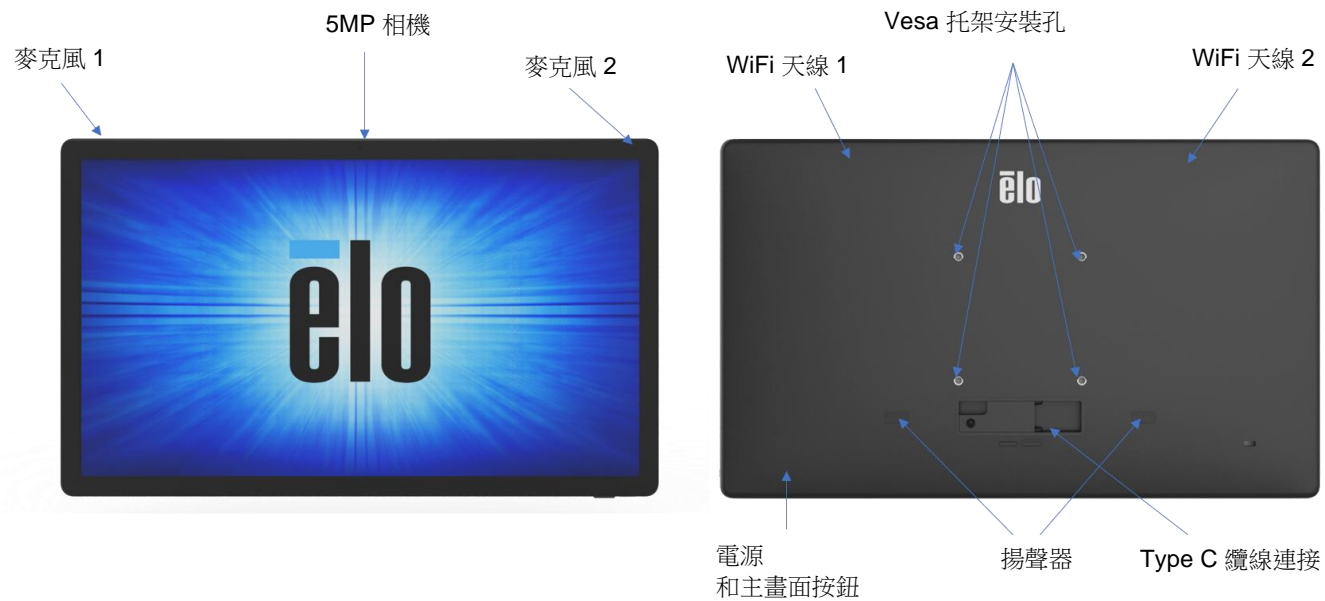 5MP 相機
麥克風 1
麥克風 2
Vesa 托架安裝孔
WiFi 天線 1
WiFi 天線 2
ēlo
ēlo
電源
和主畫面按鈕
揚聲器
Type C 纜線連接